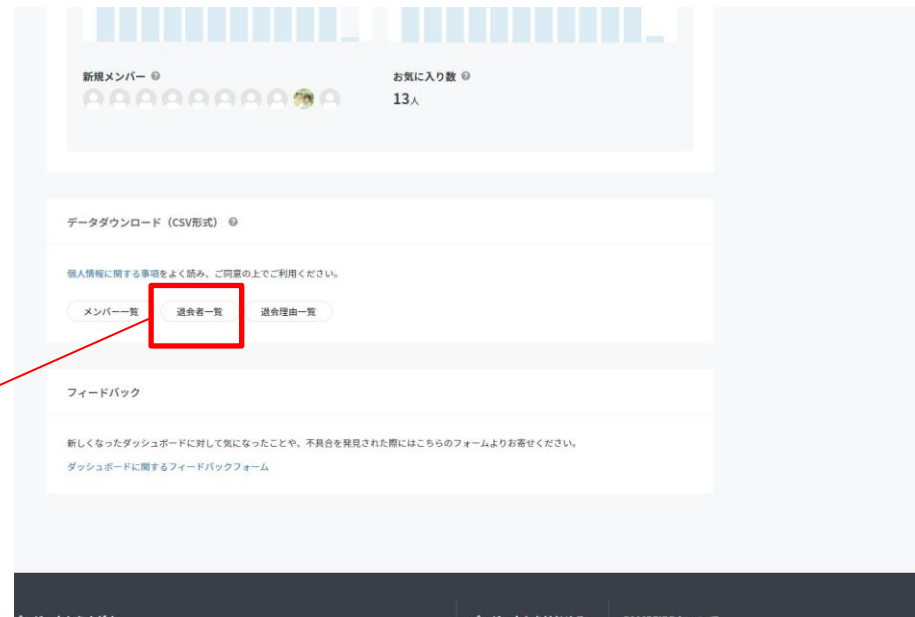 新規メンバー
お気に入り数
13人
データダウンロード（CSV形式）
個人情報に関する事項をよく読み、ご同意の上でご利用ください。
メンバー一覧 退会者一覧 退会理由一覧
フィードバック
新しくなったダッシュボードに対して気になったことや、不具合を発見された際にはこちらのフォームよりお寄せください。
ダッシュボードに関するフィードバックフォーム